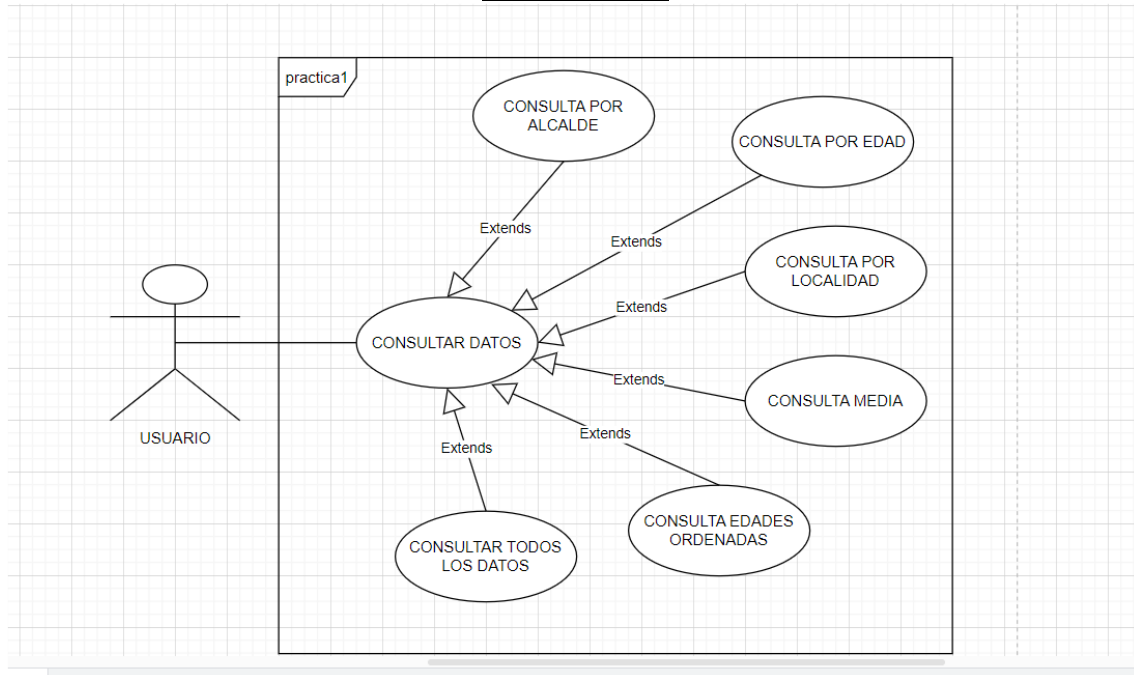 practica1
CONSULTA POR
ALCALDE
CONSULTA POR EDAD
Extends
Extends
CONSULTA POR
LOCALIDAD
Extends
CONSULTAR DATOS
Extends
CONSULTA MEDIA
Extends
USUARIO
Extends
CONSULTA EDADES
ORDENADAS
CONSULTAR TODOS
LOS DATOS